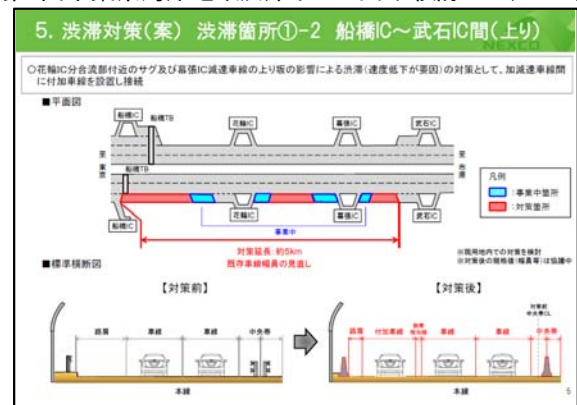 5. 渋滞対策(案) 渋滞箇所①-2 船橋IC~武石IC間(上り)
NEXCO
○花輪IC分合流部付近のサグ及び幕張IC減速車線の上り坂の影響による渋滞(速度低下が要因)の対策として、加減速車線間
に付加車線を設置し接続
■平面図
船橋IC
船橋TB
花輪IC
幕張IC
武石IC
至
東京
至
市原
船橋TB
船橋IC
花輪IC
幕張IC
武石IC
事業中
凡例
:事業中箇所
:対策箇所
対策延長:約5km
既存車線幅員の見直し
※現用地内での対策を検討
※対策後の規格値(幅員等)は協議中
■標準横断図
【対策前】
【対策後】
路肩
車線
車線
中央帯
本線
対策前
中央帯CL
路肩
付加車線
車線
車線
中央帯
本線
5